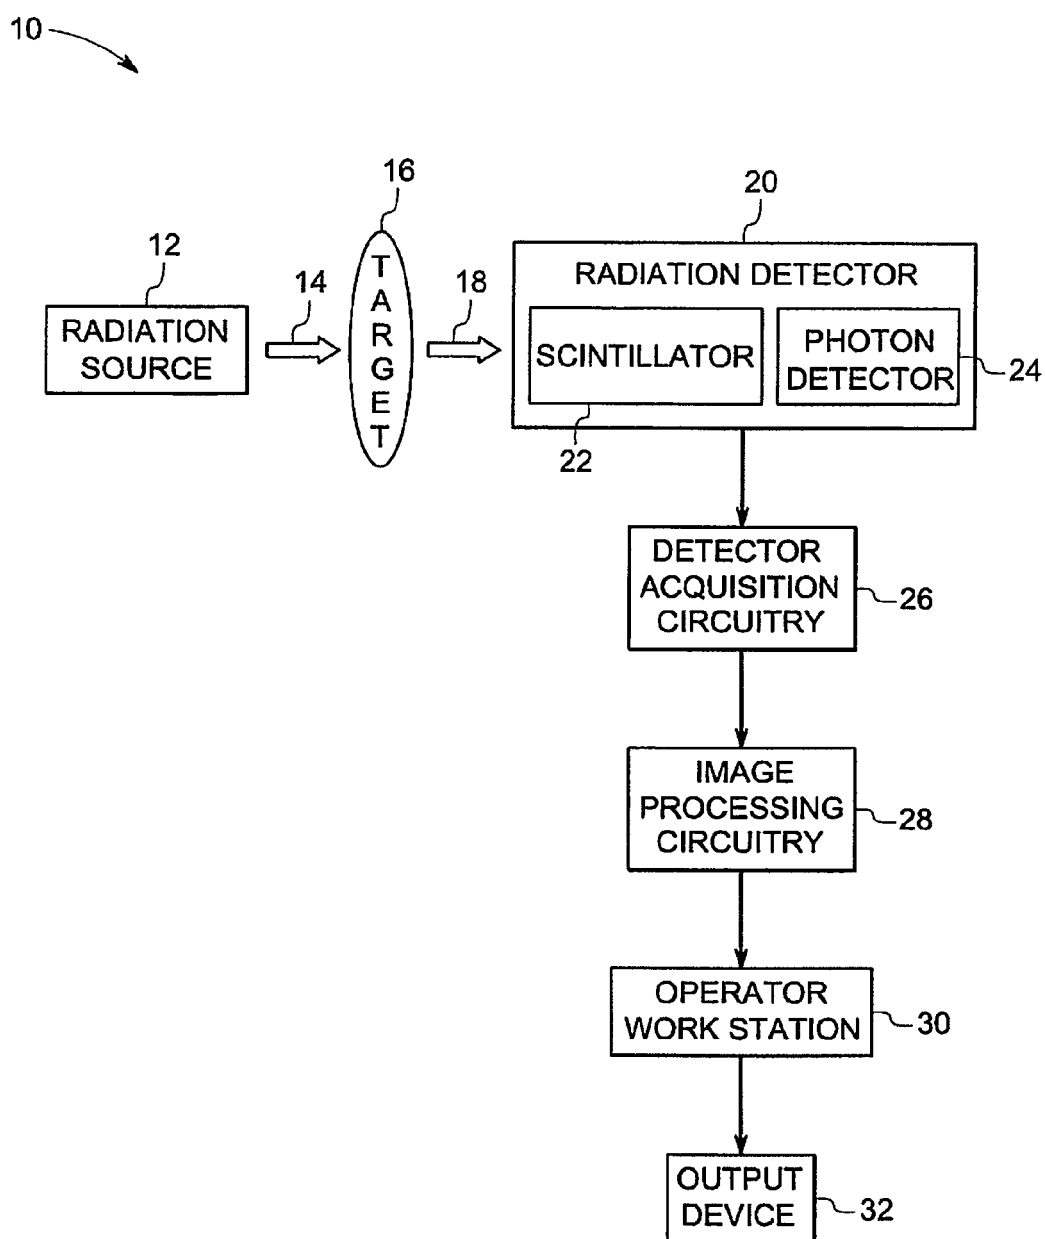 10
16
TARGET
12
RADIATION
SOURCE
14
18
20
RADIATION DETECTOR
SCINTILLATOR
22
PHOTON
DETECTOR
24
DETECTOR
ACQUISITION
CIRCUITRY
26
IMAGE
PROCESSING
CIRCUITRY
28
OPERATOR
WORK STATION
30
OUTPUT
DEVICE
32